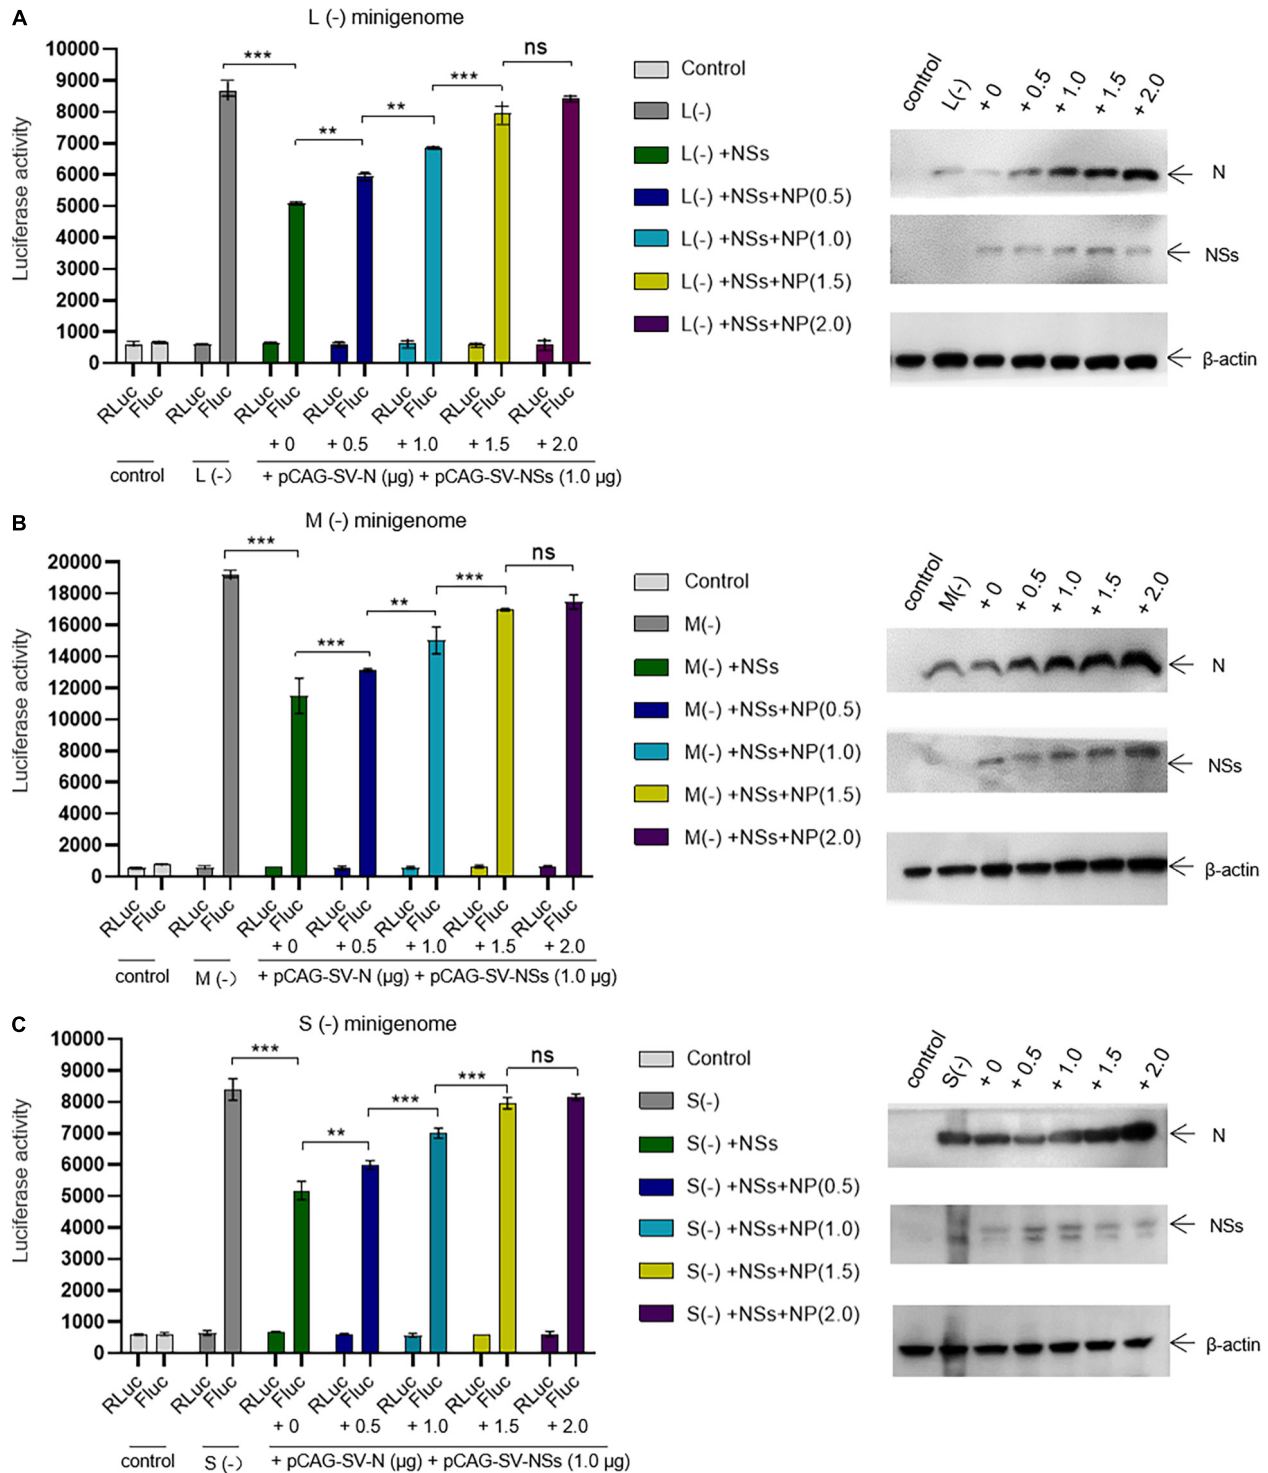 A
L (-) minigenome
Luciferase activity
10000
9000
8000
7000
6000
5000
4000
3000
2000
1000
0
***
**
**
***
ns
RLuc Fluc RLuc Fluc RLuc Fluc RLuc Fluc RLuc Fluc RLuc Fluc RLuc Fluc
+ 0 + 0.5 + 1.0 + 1.5 + 2.0
control L (-) + pCAG-SV-N (µg) + pCAG-SV-NSs (1.0 µg)
Control
L(-)
L(-) +NSs
L(-) +NSs+NP(0.5)
L(-) +NSs+NP(1.0)
L(-) +NSs+NP(1.5)
L(-) +NSs+NP(2.0)
control L(-) + 0 + 0.5 + 1.0 + 1.5 + 2.0
N
NSs
β-actin
B
M (-) minigenome
Luciferase activity
20000
18000
16000
14000
12000
10000
8000
6000
4000
2000
0
***
***
**
***
ns
RLuc Fluc RLuc Fluc RLuc Fluc RLuc Fluc RLuc Fluc RLuc Fluc RLuc Fluc
+ 0 + 0.5 + 1.0 + 1.5 + 2.0
control M (-) + pCAG-SV-N (µg) + pCAG-SV-NSs (1.0 µg)
Control
M(-)
M(-) +NSs
M(-) +NSs+NP(0.5)
M(-) +NSs+NP(1.0)
M(-) +NSs+NP(1.5)
M(-) +NSs+NP(2.0)
control M(-) + 0 + 0.5 + 1.0 + 1.5 + 2.0
N
NSs
β-actin
C
S (-) minigenome
Luciferase activity
10000
9000
8000
7000
6000
5000
4000
3000
2000
1000
0
***
**
***
***
ns
RLuc Fluc RLuc Fluc RLuc Fluc RLuc Fluc RLuc Fluc RLuc Fluc RLuc Fluc
+ 0 + 0.5 + 1.0 + 1.5 + 2.0
control S (-) + pCAG-SV-N (µg) + pCAG-SV-NSs (1.0 µg)
Control
S(-)
S(-) +NSs
S(-) +NSs+NP(0.5)
S(-) +NSs+NP(1.0)
S(-) +NSs+NP(1.5)
S(-) +NSs+NP(2.0)
control S(-) + 0 + 0.5 + 1.0 + 1.5 + 2.0
N
NSs
β-actin